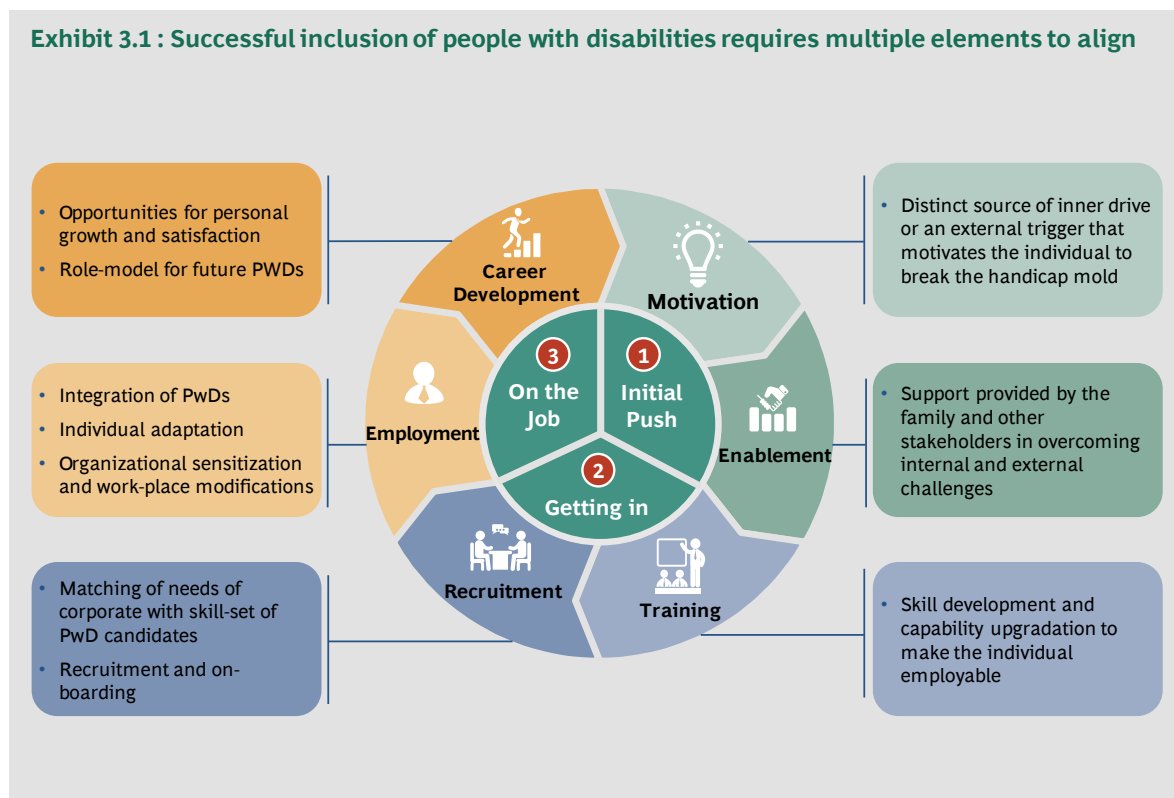 Exhibit 3.1 : Successful inclusion of people with disabilities requires multiple elements to align
• Opportunities for personal
growth and satisfaction
• Role-model for future PWDs
• Integration of PwDs
• Individual adaptation
• Organizational sensitization
and work-place modifications
• Matching of needs of
corporate with skill-set of
PwD candidates
• Recruitment and on-
boarding
Career
Development
Motivation
Employment
Enablement
Recruitment
Training
3
On the
Job
1
Initial
Push
2
Getting in
• Distinct source of inner drive
or an external trigger that
motivates the individual to
break the handicap mold
• Support provided by the
family and other
stakeholders in overcoming
internal and external
challenges
• Skill development and
capability upgradation to
make the individual
employable